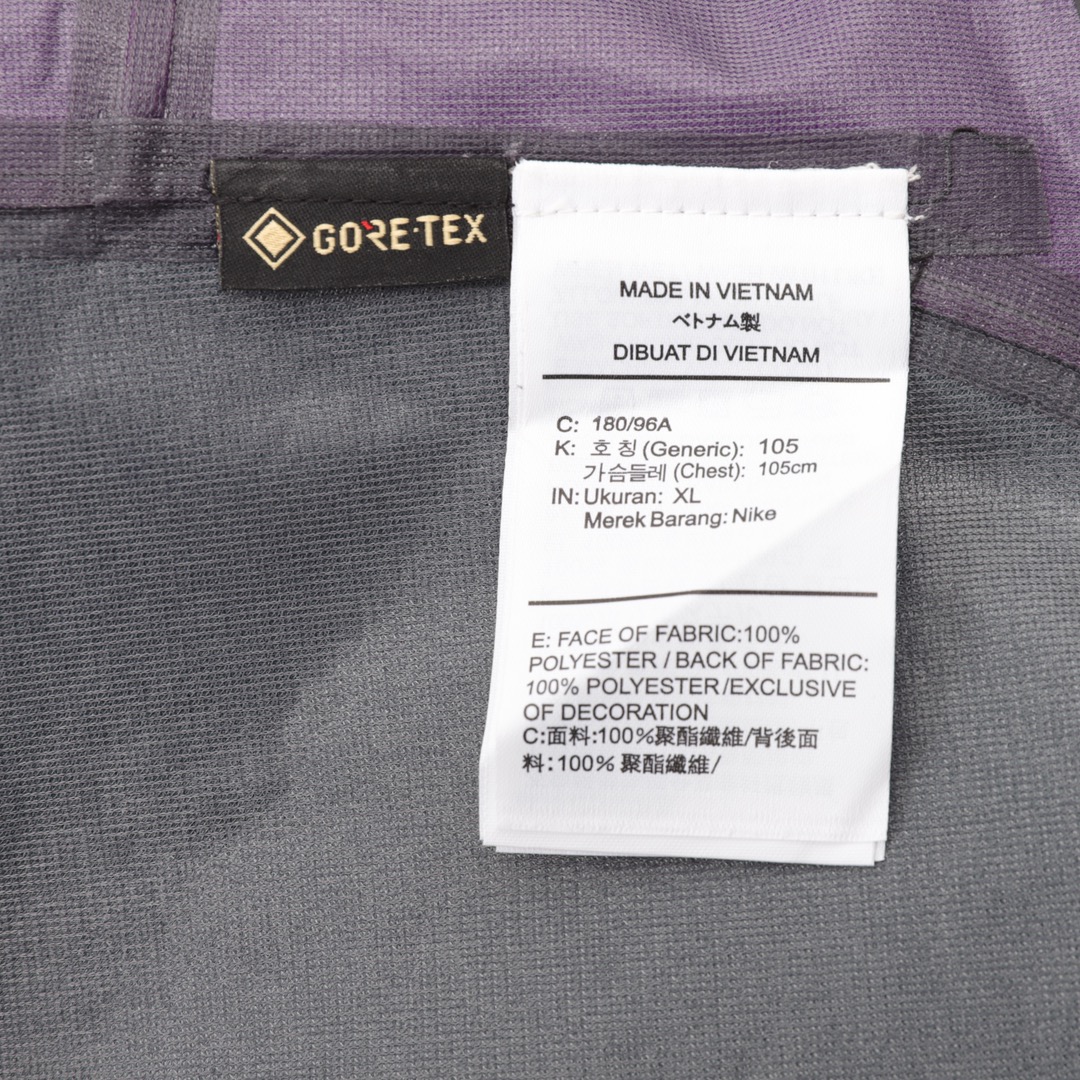 GORE-TEX
MADE IN VIETNAM
ベトナム製
DIBUAT DI VIETNAM
C: 180/96A
K: 호 칭 (Generic): 105
가슴들레 (Chest): 105cm
IN: Ukuran: XL
Merek Barang: Nike
E: FACE OF FABRIC:100%
POLYESTER / BACK OF FABRIC:
100% POLYESTER/EXCLUSIVE
OF DECORATION
C:面料:100%聚酯纖維/背後面
料:100% 聚酯纖維/